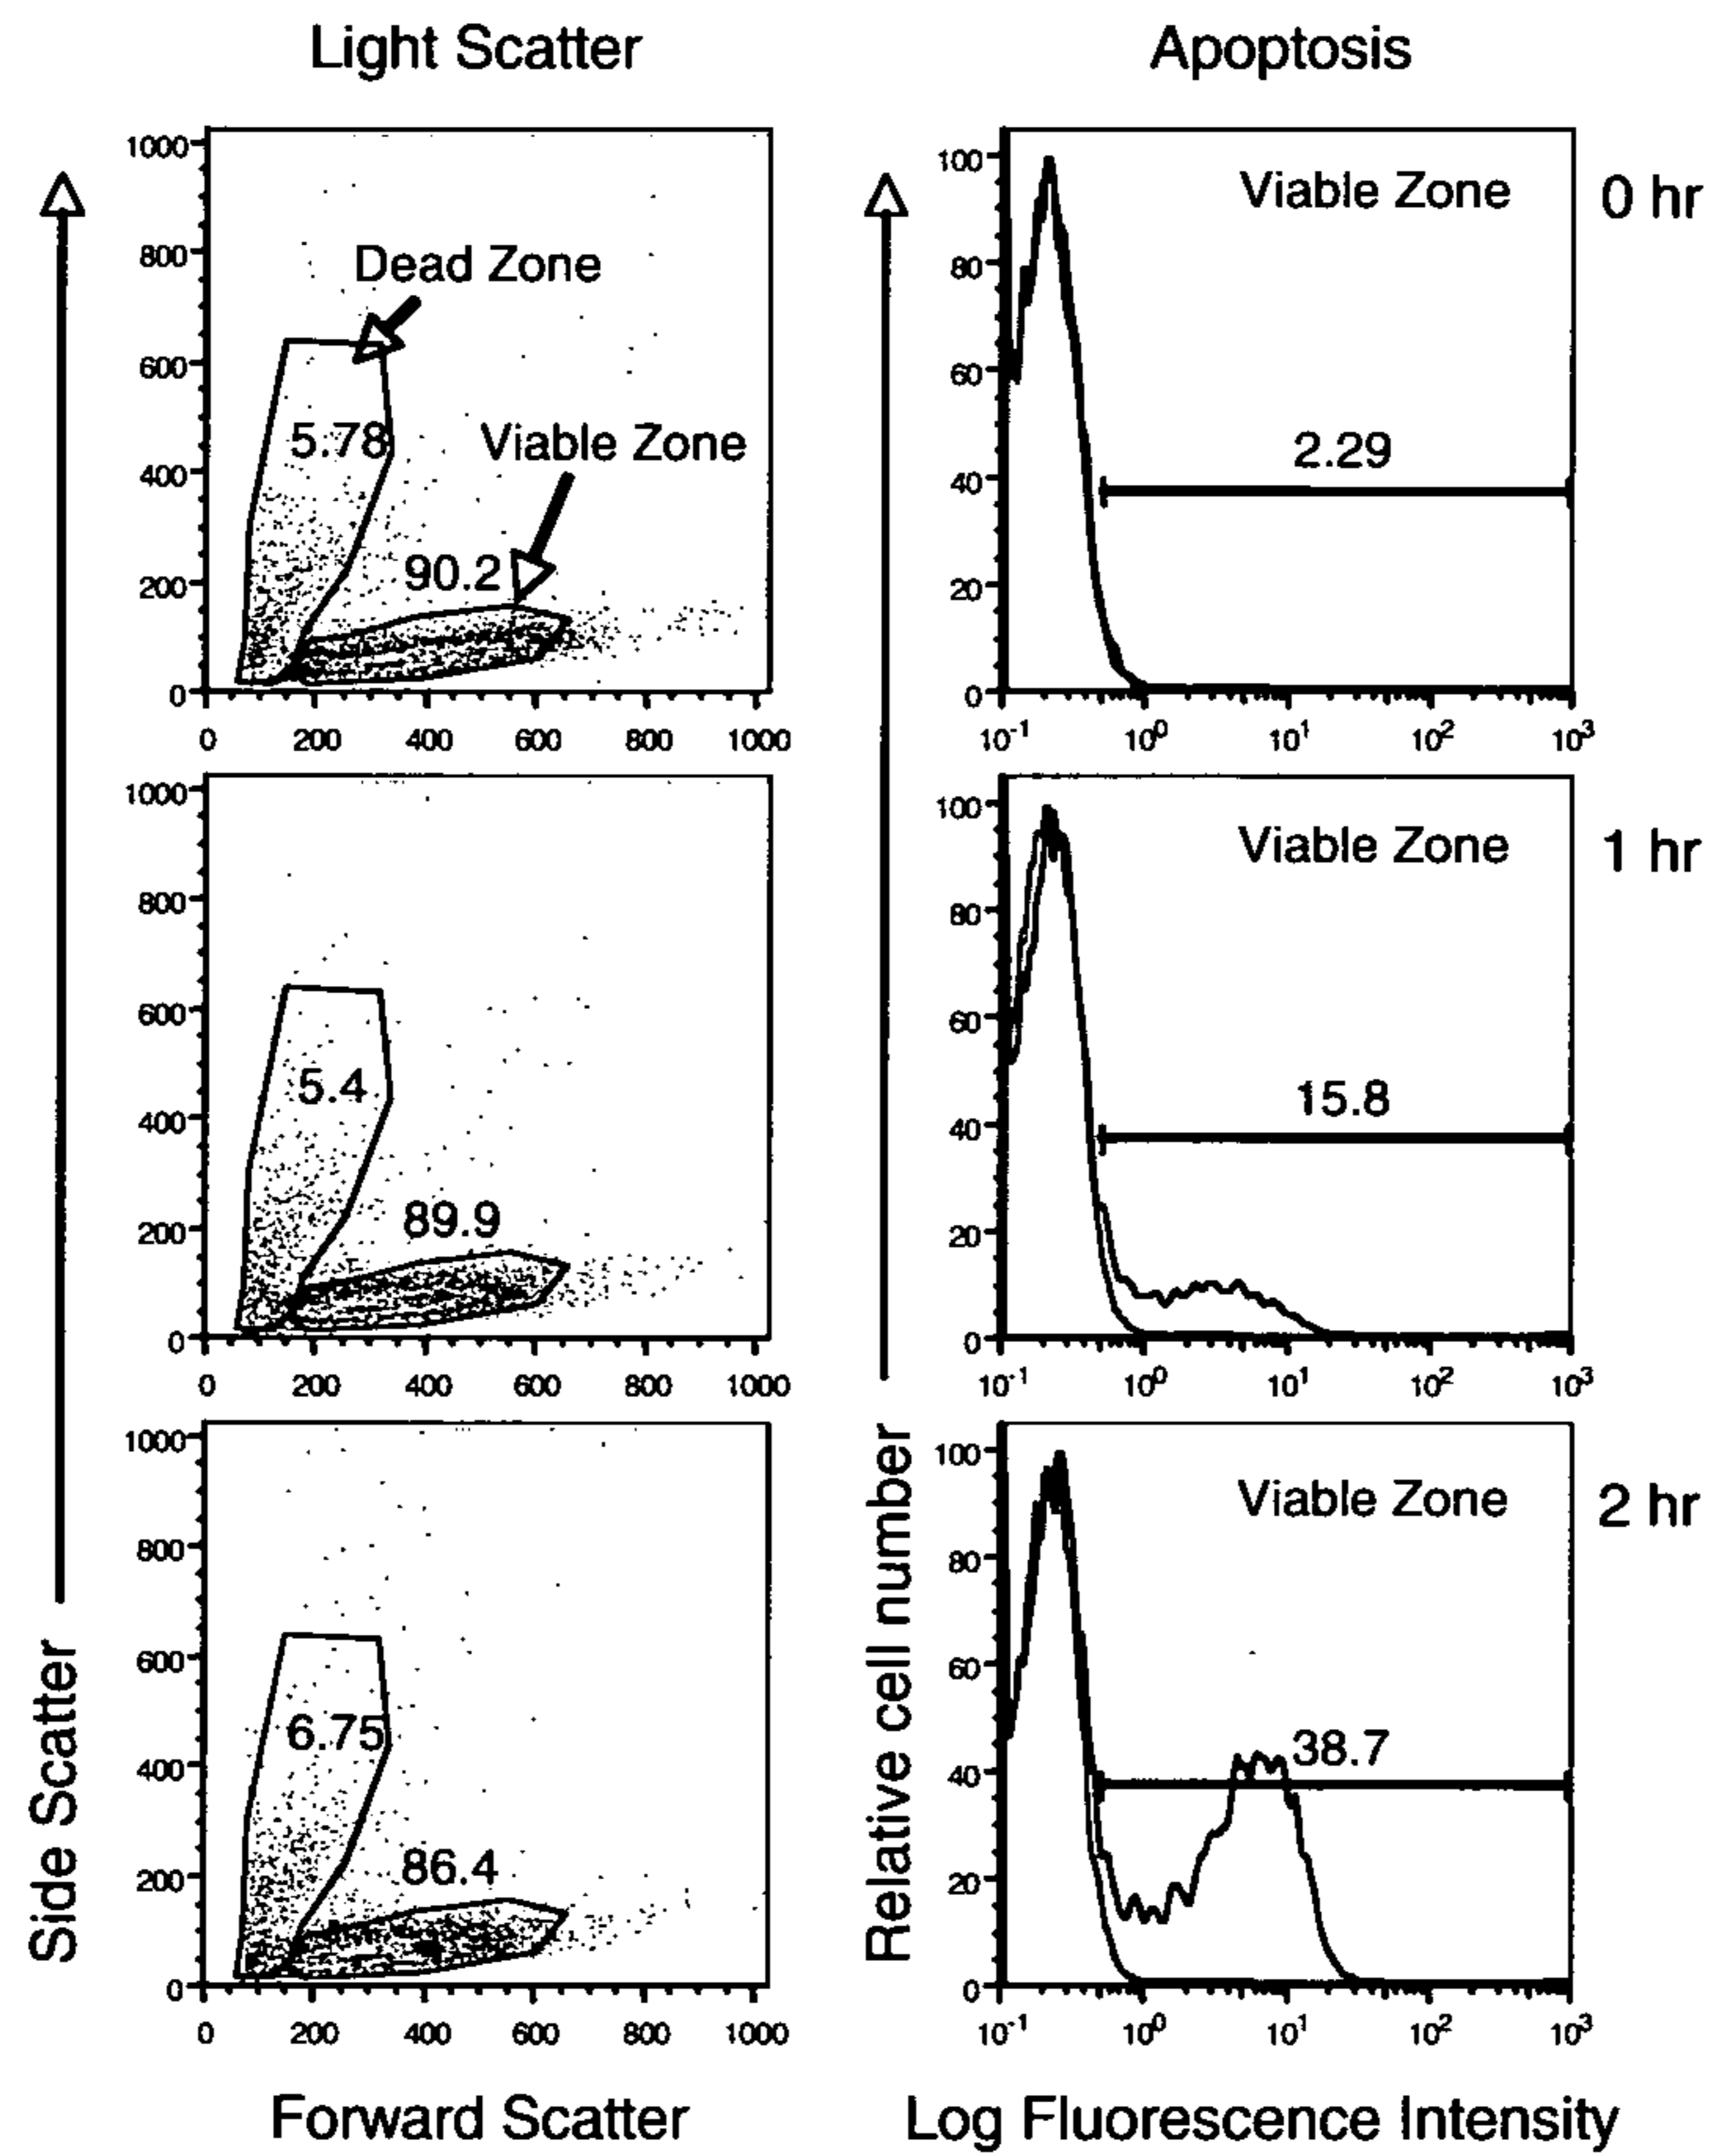 Light Scatter
Apoptosis
1000
800
600
400
200
0
0 200 400 600 800 1000
Dead Zone
5.78
Viable Zone
90.2
100
80
60
40
20
0
10⁻¹ 10⁰ 10¹ 10² 10³
Viable Zone
2.29
0 hr
1000
800
600
400
200
0
0 200 400 600 800 1000
5.4
89.9
100
80
60
40
20
0
10⁻¹ 10⁰ 10¹ 10² 10³
Viable Zone
15.8
1 hr
1000
800
600
400
200
0
0 200 400 600 800 1000
6.75
86.4
100
80
60
40
20
0
10⁻¹ 10⁰ 10¹ 10² 10³
Viable Zone
38.7
2 hr
Side Scatter
Relative cell number
Forward Scatter
Log Fluorescence Intensity